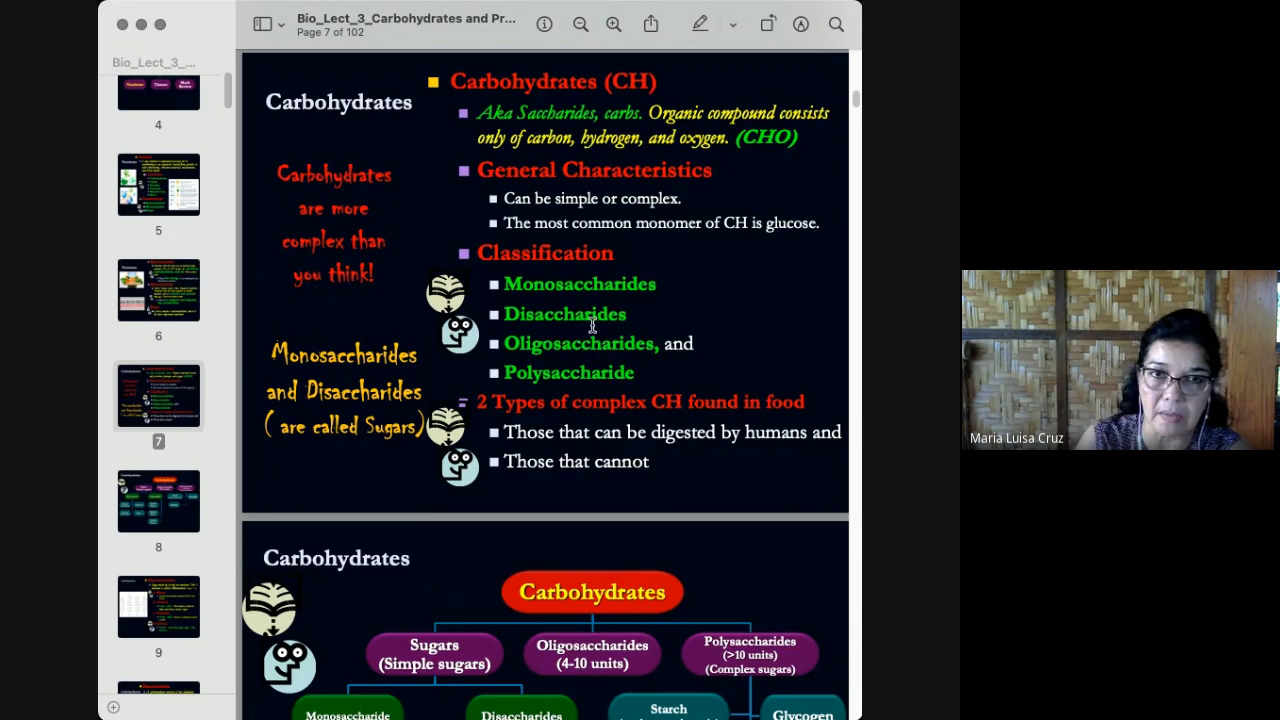 Bio_Lect_3_Carbohydrates and Pr...
Page 7 of 102
Bio_Lect_3_...
4
5
6
7
8
9
Carbohydrates
Carbohydrates
are more
complex than
you think!
Monosaccharides
and Disaccharides
( are called Sugars)
Carbohydrates (CH)
Aka Saccharides, carbs. Organic compound consists
only of carbon, hydrogen, and oxygen. (CHO)
General Characteristics
Can be simple or complex.
The most common monomer of CH is glucose.
Classification
Monosaccharides
Disaccharides
Oligosaccharides, and
Polysaccharide
2 Types of complex CH found in food
Those that can be digested by humans and
Those that cannot
Carbohydrates
Carbohydrates
Sugars
(Simple sugars)
Oligosaccharides
(4-10 units)
Polysaccharides
(>10 units)
(Complex sugars)
Monosaccharide
Disaccharides
Starch
Glycogen
Maria Luisa Cruz